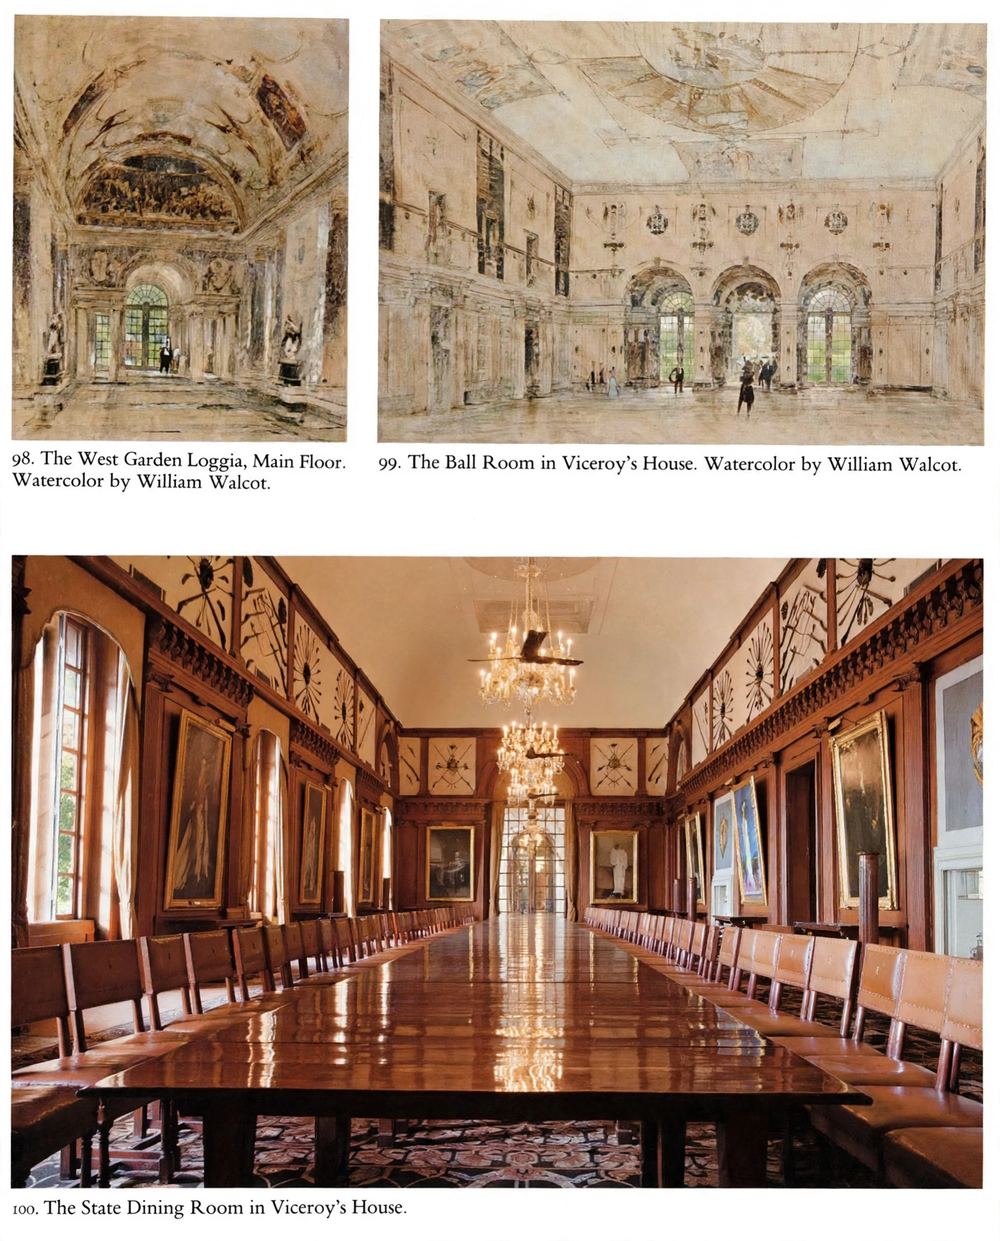 98. The West Garden Loggia, Main Floor.
Watercolor by William Walcot.
99. The Ball Room in Viceroy's House. Watercolor by William Walcot.
100. The State Dining Room in Viceroy's House.